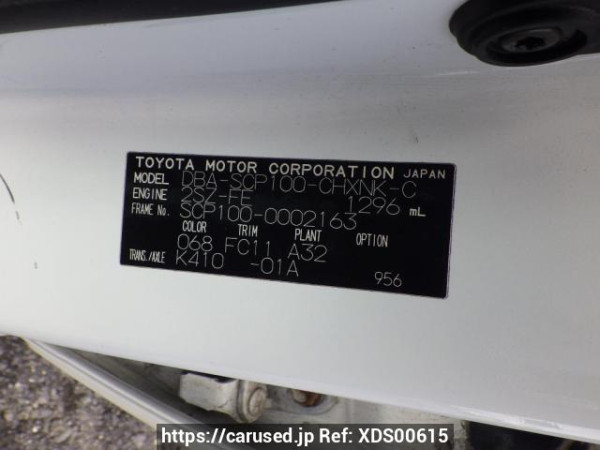 TOYOTA MOTOR CORPORATION JAPAN
MODEL DBA-SCP100-CHXNK-C
ENGINE 2SZ-FE 1296 mL
FRAME No. SCP100-0002163
COLOR TRIM PLANT OPTION
068 FC11 A32
TRANS./AXLE K410 -01A
956
https://carused.jp Ref: XDS00615